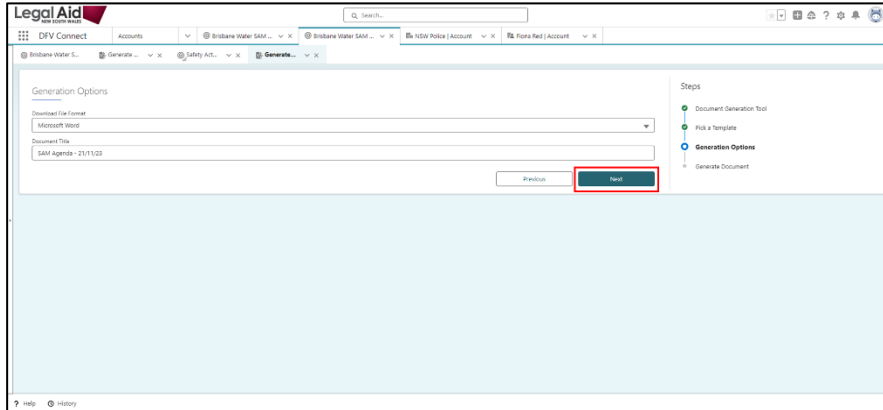 Legal Aid
NEW SOUTH WALES
Search...
DFV Connect
Accounts
Brisbane Water SAM ...
Brisbane Water SAM ...
NSW Police | Account
Fiona Red | Account
Brisbane Water S...
Generate ...
Safety Act...
Generate...
Generation Options
Download File Format
Microsoft Word
Document Title
SAM Agenda - 21/11/23
Previous
Next
Steps
Document Generation Tool
Pick a Template
Generation Options
Generate Document
Help
History